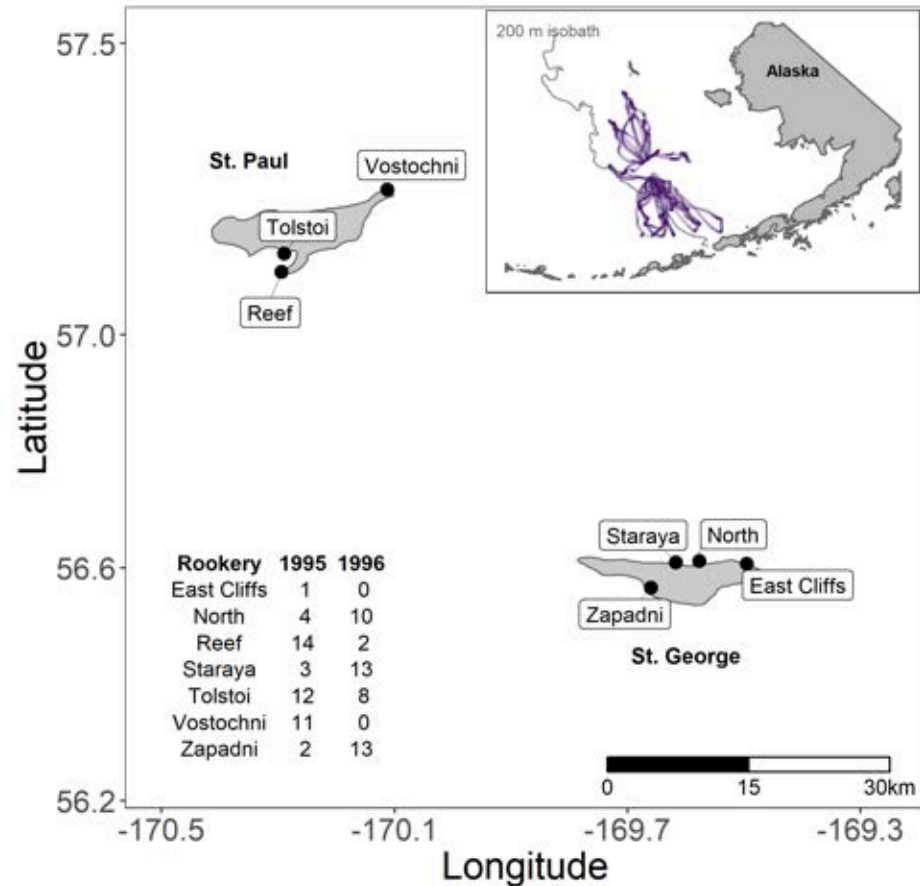 57.5
57.0
56.6
56.2
Latitude
200 m isobath
Alaska
St. Paul
Vostochni
Tolstoi
Reef
Staraya
North
Zapadni
East Cliffs
St. George
Rookery 1995 1996
East Cliffs 1 0
North 4 10
Reef 14 2
Staraya 3 13
Tolstoi 12 8
Vostochni 11 0
Zapadni 2 13
0 15 30km
-170.5 -170.1 -169.7 -169.3
Longitude